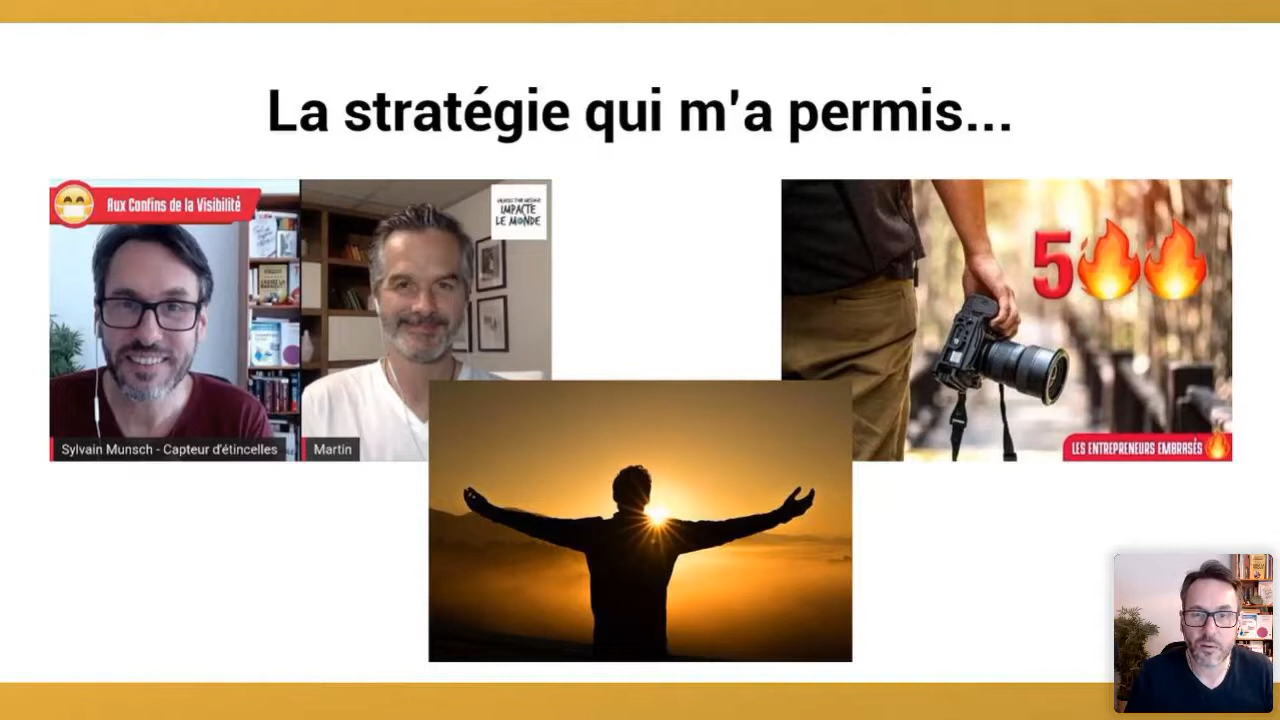 La stratégie qui m'a permis...
Aux Confins de la Visibilité
IMPACTE
LE MONDE
5
Sylvain Munsch - Capteur d'étincelles
Martin
LES ENTREPRENEURS EMBRASÉS